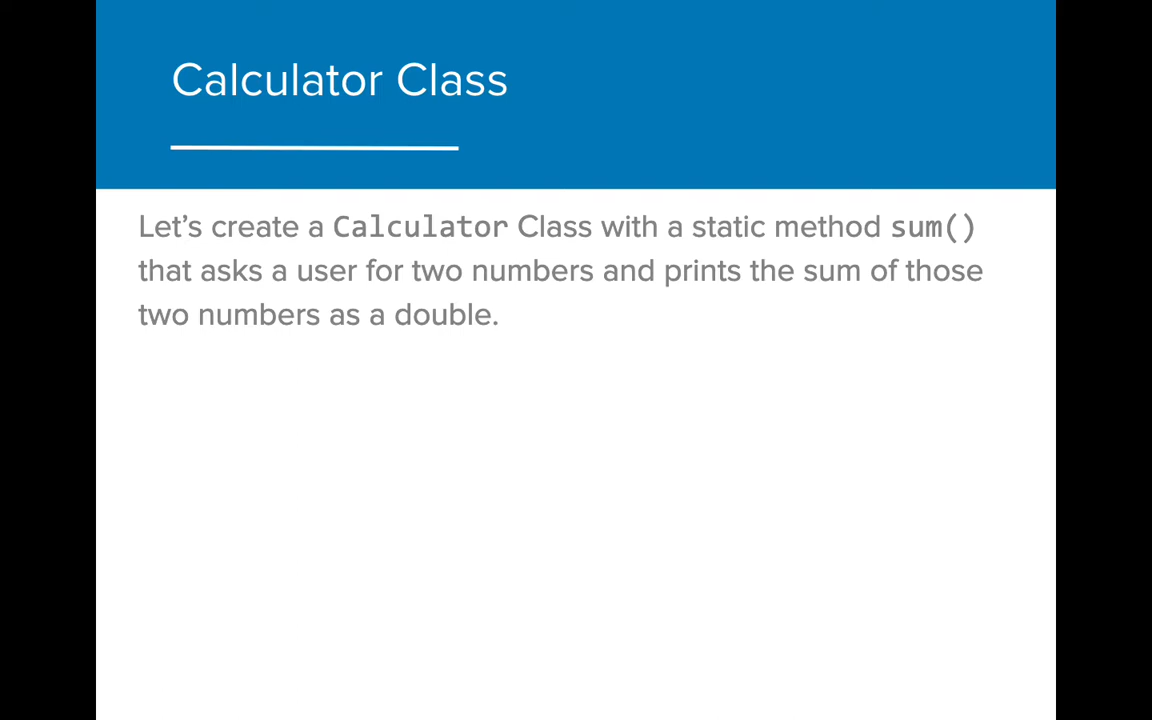 Calculator Class
Let’s create a Calculator Class with a static method sum()
that asks a user for two numbers and prints the sum of those
two numbers as a double.